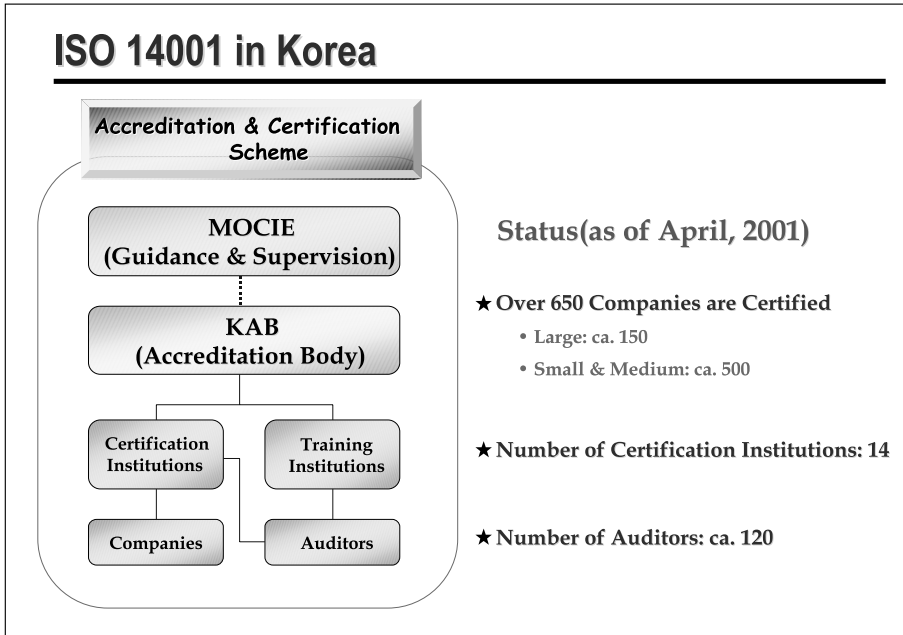 ISO 14001 in Korea
Accreditation & Certification
Scheme
MOCIE
(Guidance & Supervision)
KAB
(Accreditation Body)
Certification
Institutions
Training
Institutions
Companies
Auditors
Status(as of April, 2001)
★ Over 650 Companies are Certified
• Large: ca. 150
• Small & Medium: ca. 500
★ Number of Certification Institutions: 14
★ Number of Auditors: ca. 120